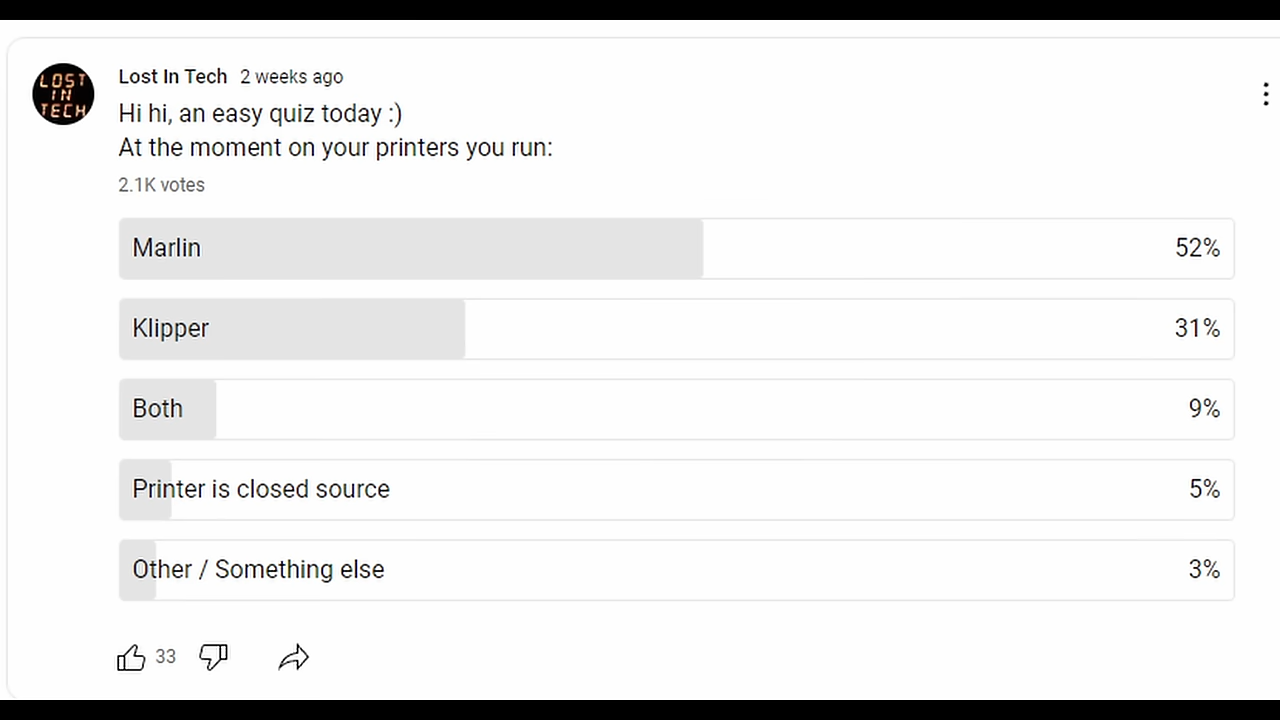 LOST
IN
TECH
Lost In Tech 2 weeks ago
Hi hi, an easy quiz today :)
At the moment on your printers you run:
2.1K votes
Marlin 52%
Klipper 31%
Both 9%
Printer is closed source 5%
Other / Something else 3%
33